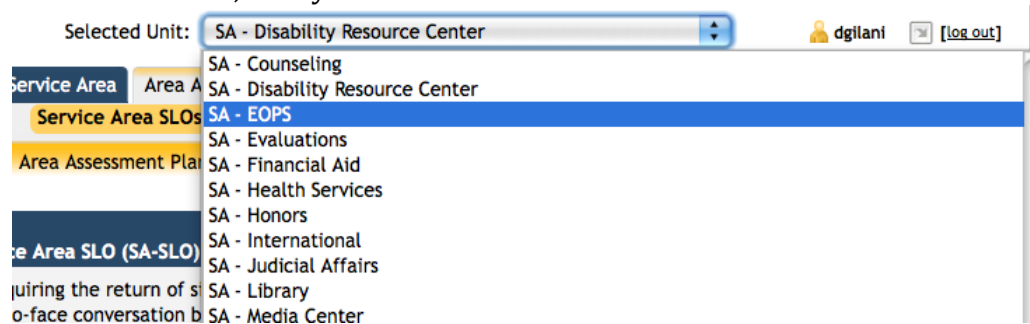 Selected Unit: SA - Disability Resource Center dgilani [log out]
SA - Counseling
Service Area Area A SA - Disability Resource Center
Service Area SLOs SA - EOPS
SA - Evaluations
Area Assessment Pla SA - Financial Aid
SA - Health Services
SA - Honors
SA - International
ce Area SLO (SA-SLO) SA - Judicial Affairs
quiring the return of si SA - Library
o-face conversation b SA - Media Center